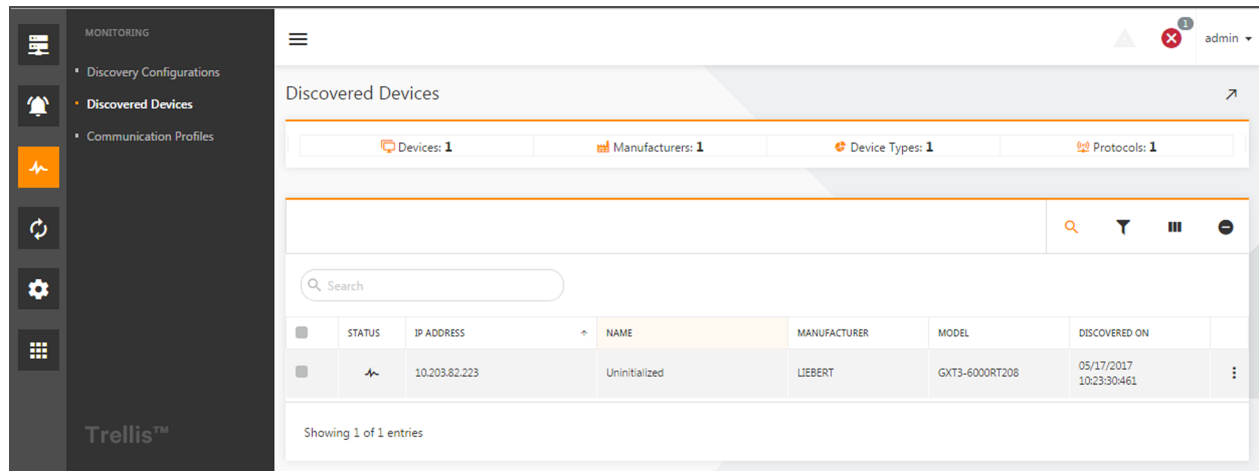 MONITORING
Discovery Configurations
Discovered Devices
Communication Profiles
Trellis™
1
admin
Discovered Devices
Devices: 1 Manufacturers: 1 Device Types: 1 Protocols: 1
Search
STATUS IP ADDRESS NAME MANUFACTURER MODEL DISCOVERED ON
10.203.82.223 Uninitialized LIEBERT GXT3-6000RT208 05/17/2017
10:23:30:461
Showing 1 of 1 entries